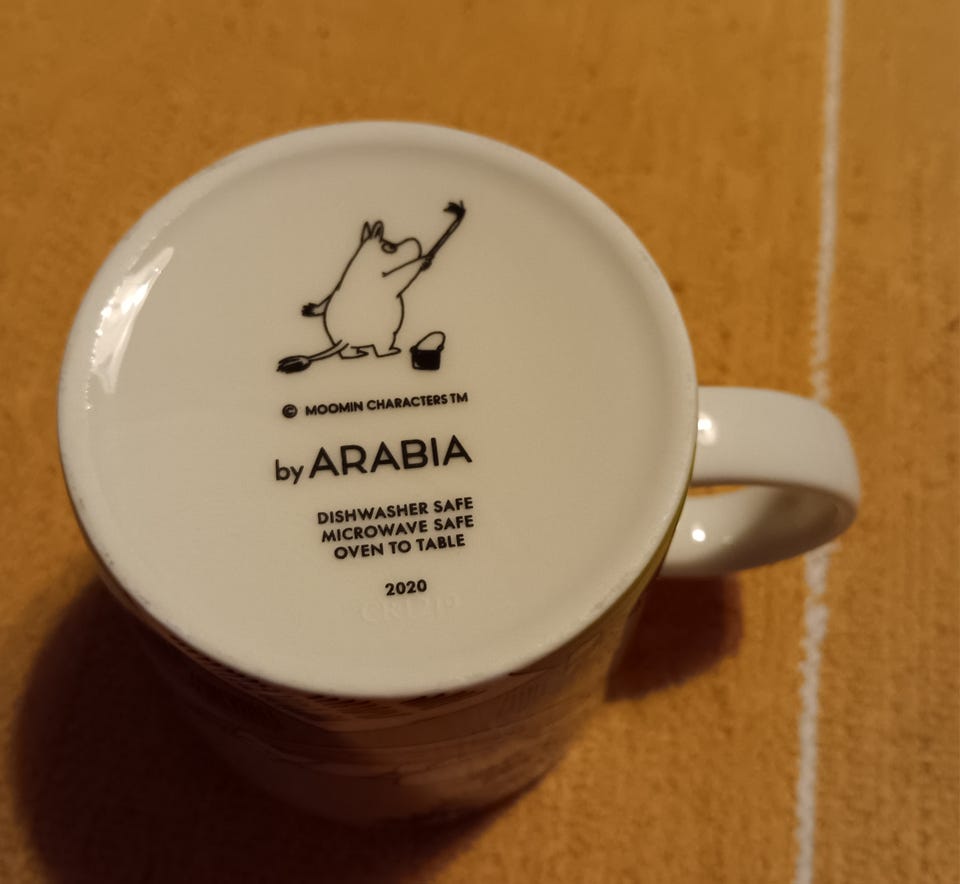 © MOOMIN CHARACTERS TM
by ARABIA
DISHWASHER SAFE
MICROWAVE SAFE
OVEN TO TABLE
2020